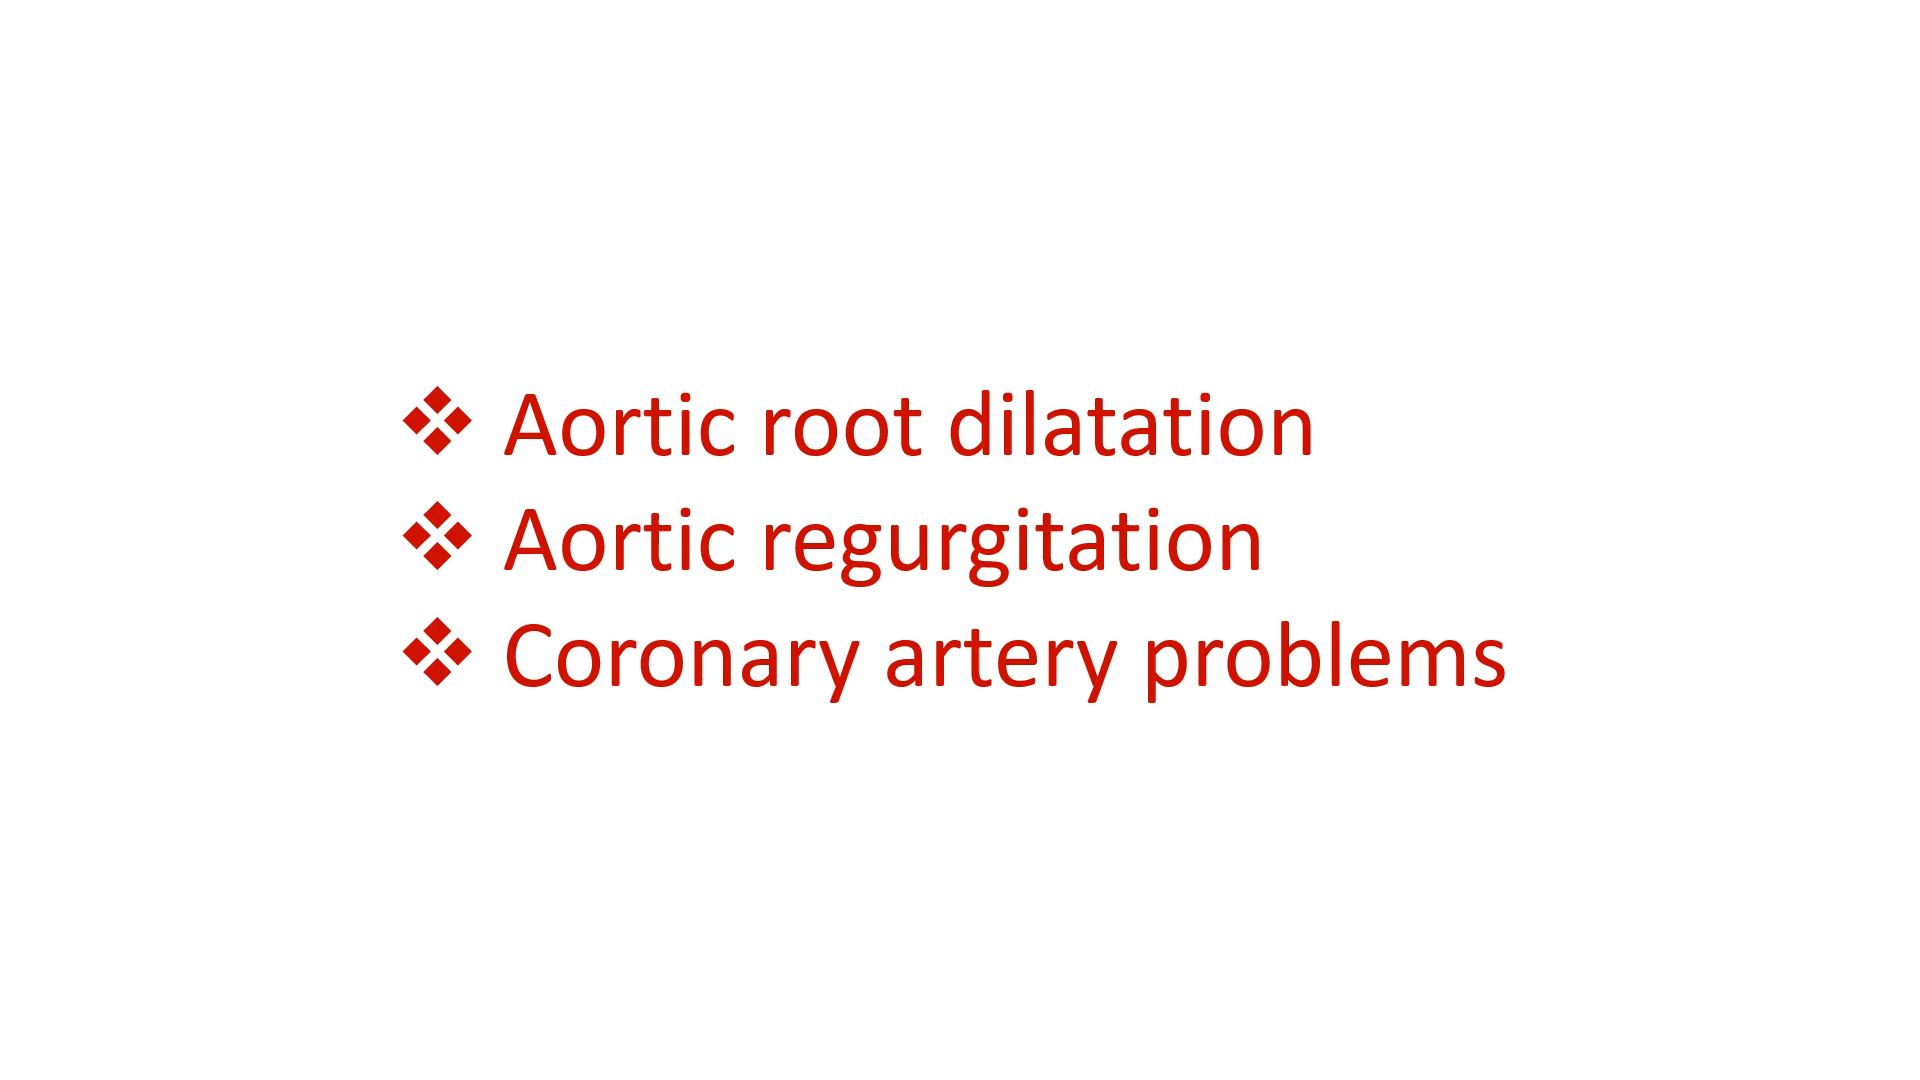 ❖ Aortic root dilatation
❖ Aortic regurgitation
❖ Coronary artery problems